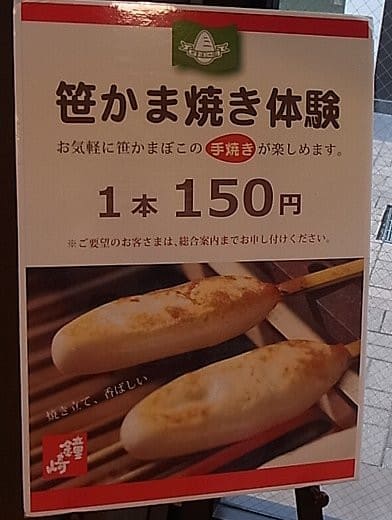 笹かま焼き体験
お気軽に笹かまぼこの手焼きが楽しめます。
1本 150円
※ご要望のお客さまは、総合案内までお申し付けください。
焼き立て、香ばしい
鐘崎